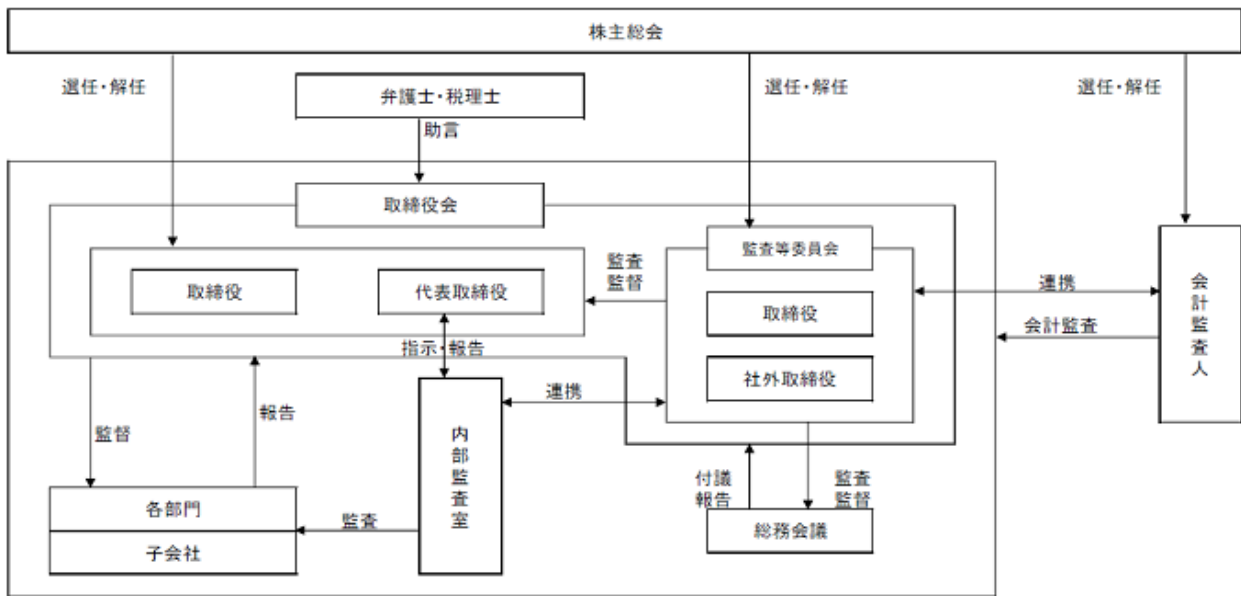 株主総会
選任・解任
選任・解任
選任・解任
弁護士・税理士
助言
取締役会
監査等委員会
取締役
代表取締役
監査
監督
取締役
社外取締役
連携
会計監査
会計監査人
指示・報告
連携
監督
報告
内部監査室
付議
報告
監査
監督
各部門
子会社
監査
総務会議